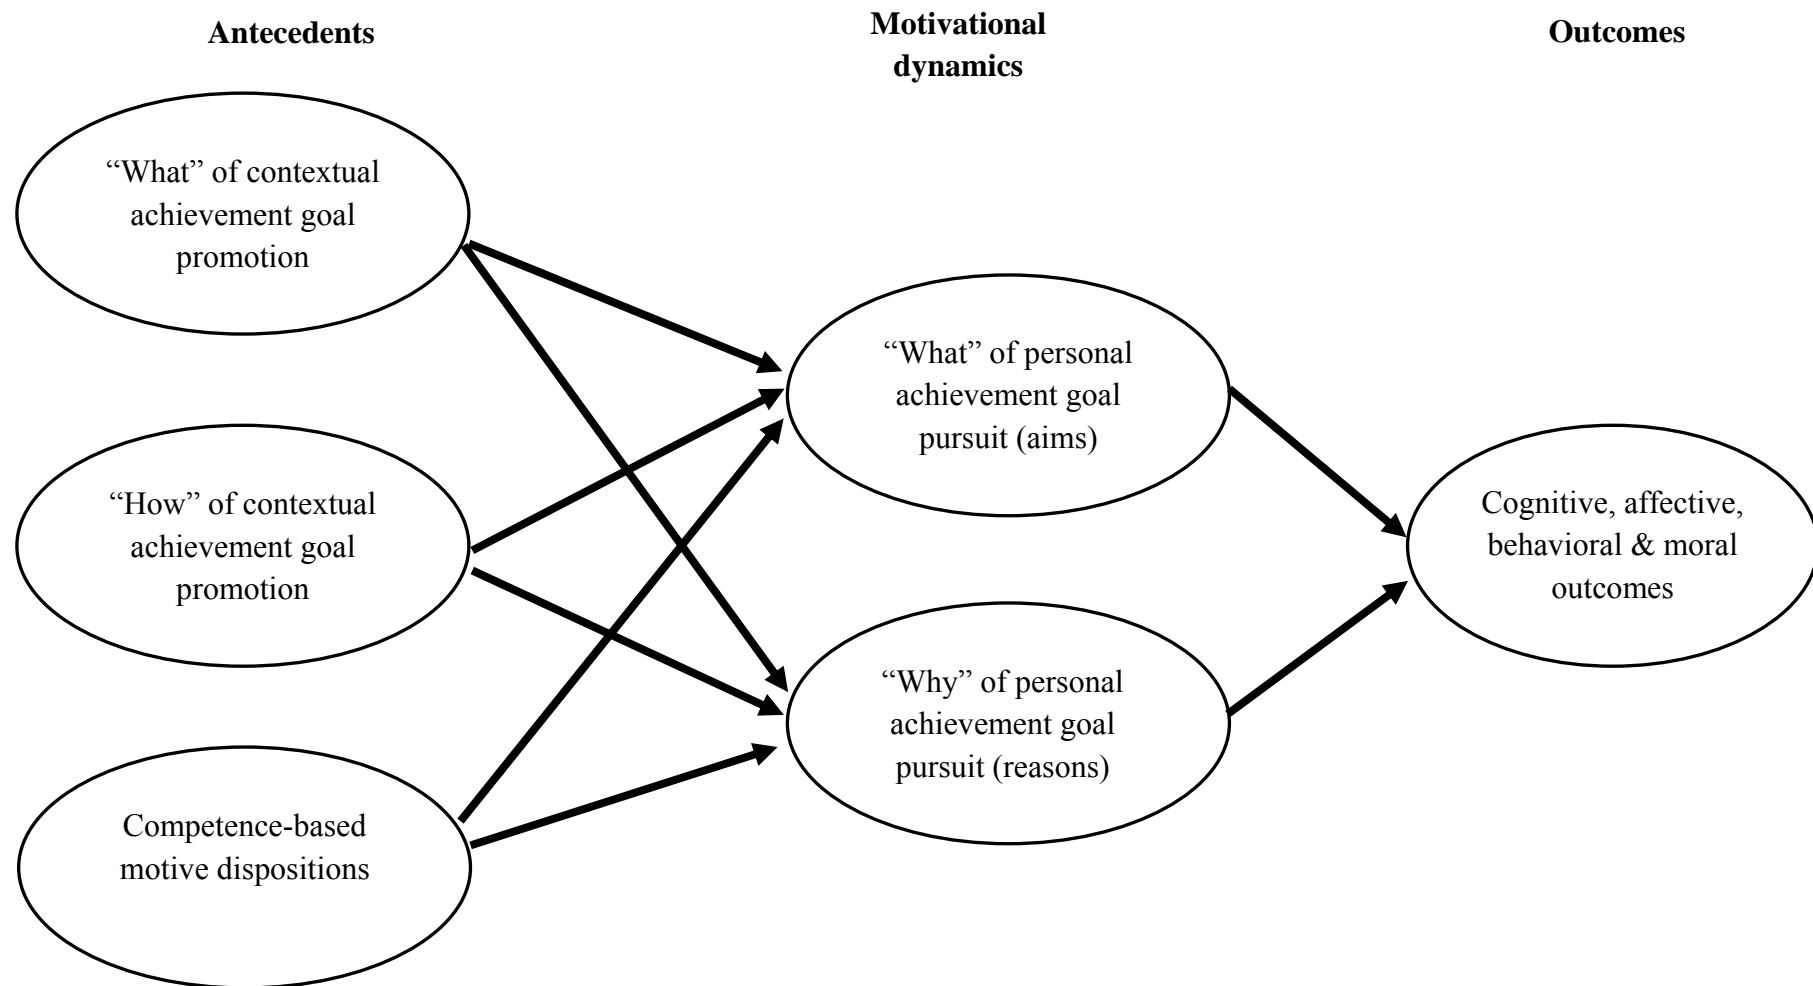 Antecedents
Motivational
dynamics
Outcomes
“What” of contextual
achievement goal
promotion
“How” of contextual
achievement goal
promotion
Competence-based
motive dispositions
“What” of personal
achievement goal
pursuit (aims)
“Why” of personal
achievement goal
pursuit (reasons)
Cognitive, affective,
behavioral & moral
outcomes